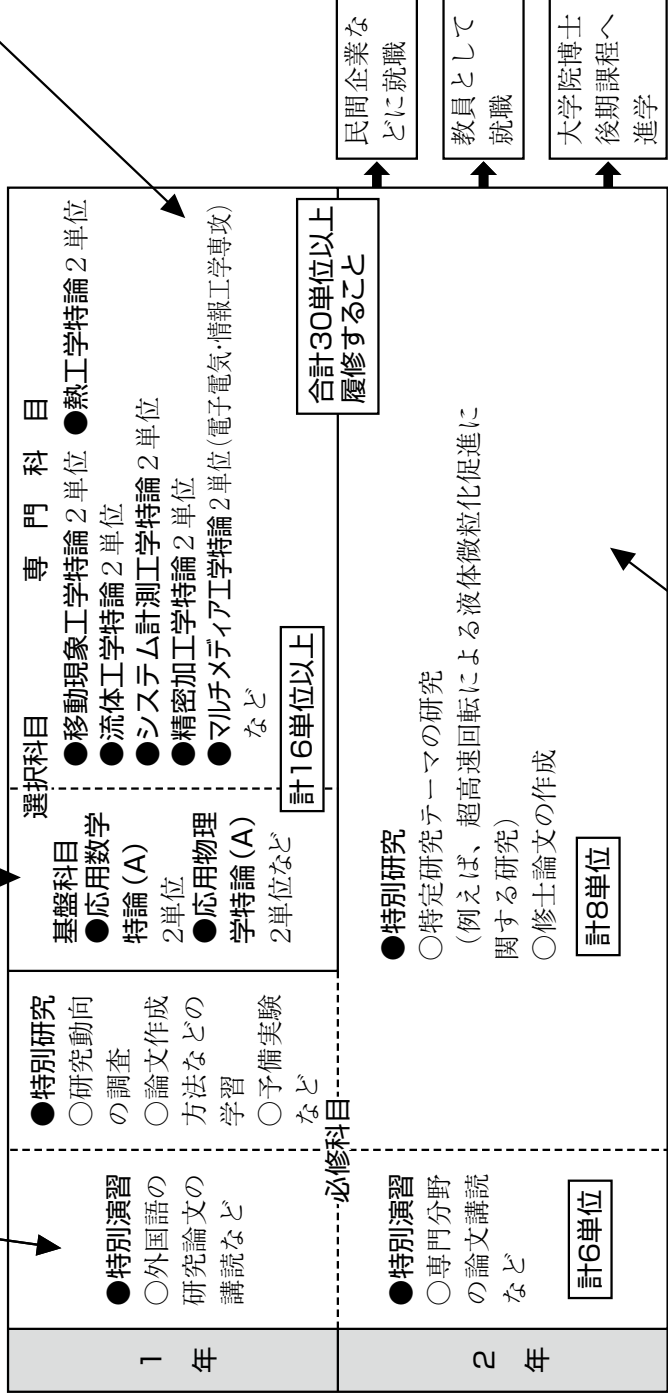 1年
●特別演習
○外国語の
研究論文の
講読など
●特別研究
○研究動向
の調査
○論文作成
方法などの
学習
○予備実験
など
必修科目
選択科目
基盤科目
●応用数学
特論(A)
2単位
●応用物理
学特論(A)
2単位など
専門科目
●移動現象工学特論2単位 ●熱工学特論2単位
●流体工学特論2単位
●システム計測工学特論2単位
●精密加工学特論2単位
●マルチメディア工学特論2単位(電子電気・情報工学専攻)
など
計16単位以上
合計30単位以上
履修すること
2年
●特別演習
○専門分野
の論文講読
など
計6単位
●特別研究
○特定研究テーマの研究
(例えば、超高速回転による液体微粒化促進に
関する研究)
○修士論文の作成
計8単位
民間企業な
どに就職
教員として
就職
大学院博士
後期課程へ
進学